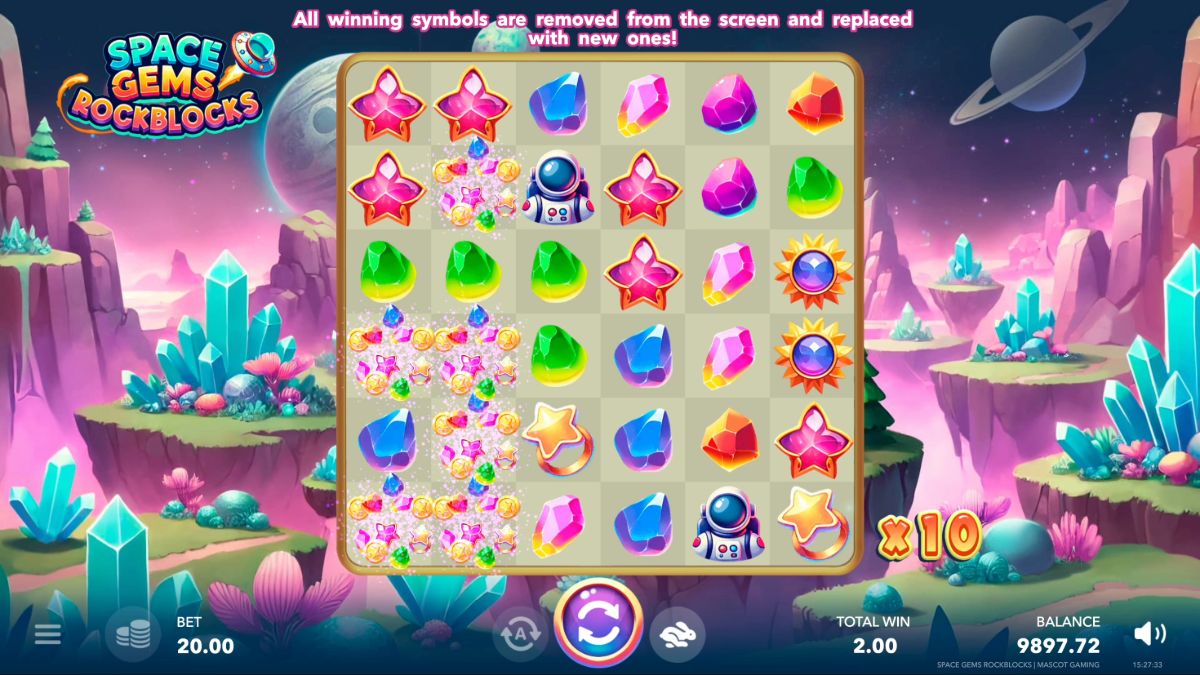 All winning symbols are removed from the screen and replaced
with new ones!
SPACE
GEMS
ROCKBLOCKS
x10
BET
20.00
A
TOTAL WIN
2.00
BALANCE
9897.72
SPACE GEMS ROCKBLOCKS | MASCOT GAMING
15:27:33